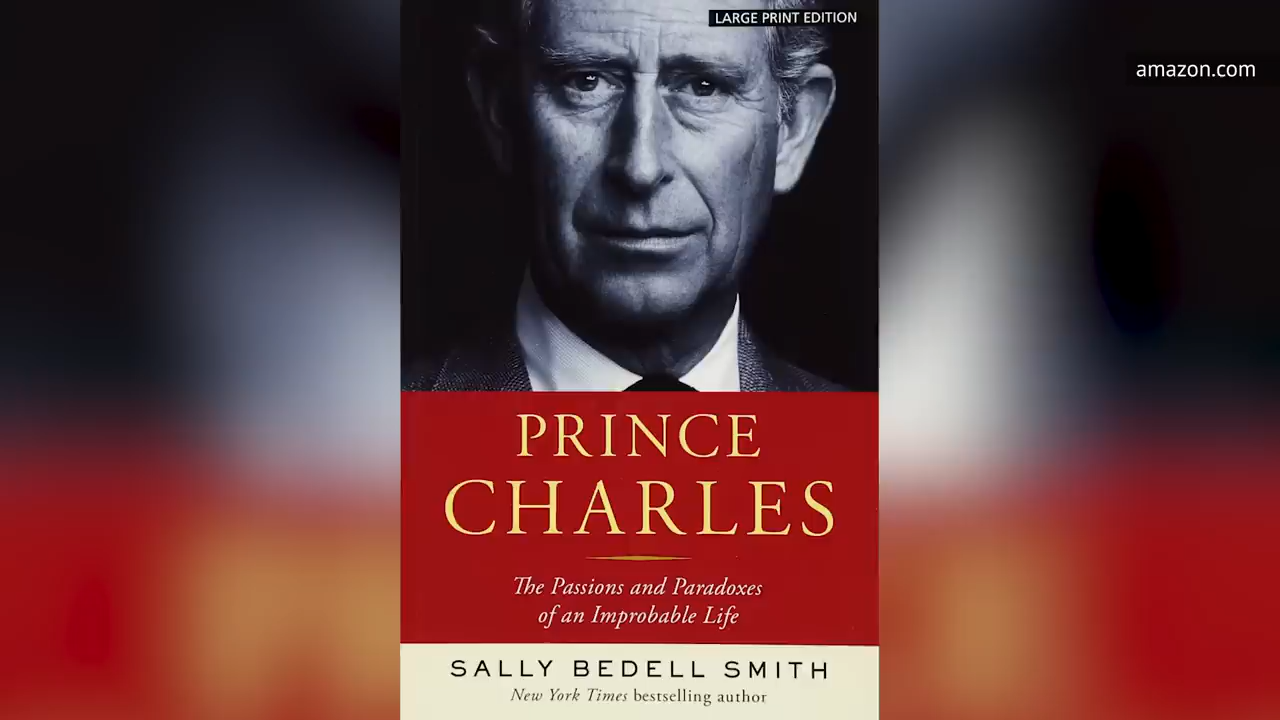 LARGE PRINT EDITION
amazon.com
PRINCE
CHARLES
The Passions and Paradoxes
of an Improbable Life
SALLY BEDELL SMITH
New York Times bestselling author